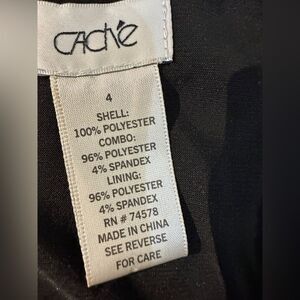 CACHÉ
4
SHELL:
100% POLYESTER
COMBO:
96% POLYESTER
4% SPANDEX
LINING:
96% POLYESTER
4% SPANDEX
RN # 74578
MADE IN CHINA
SEE REVERSE
FOR CARE